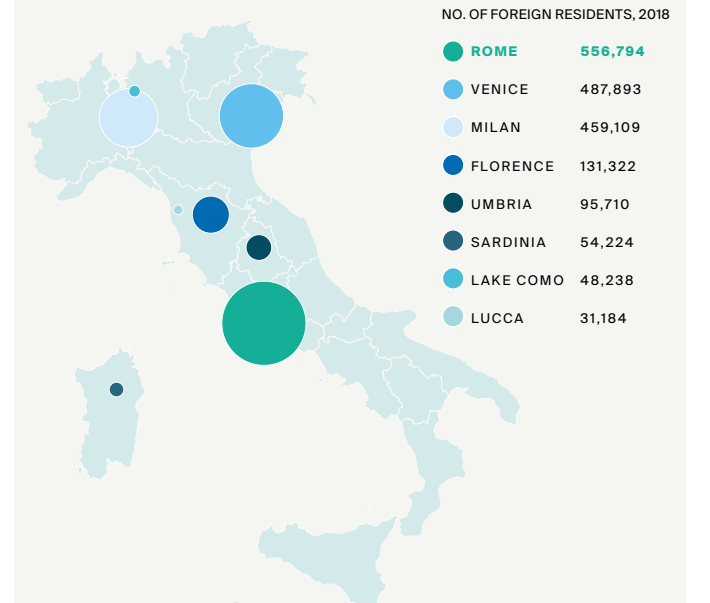 NO. OF FOREIGN RESIDENTS, 2018
ROME 556,794
VENICE 487,893
MILAN 459,109
FLORENCE 131,322
UMBRIA 95,710
SARDINIA 54,224
LAKE COMO 48,238
LUCCA 31,184